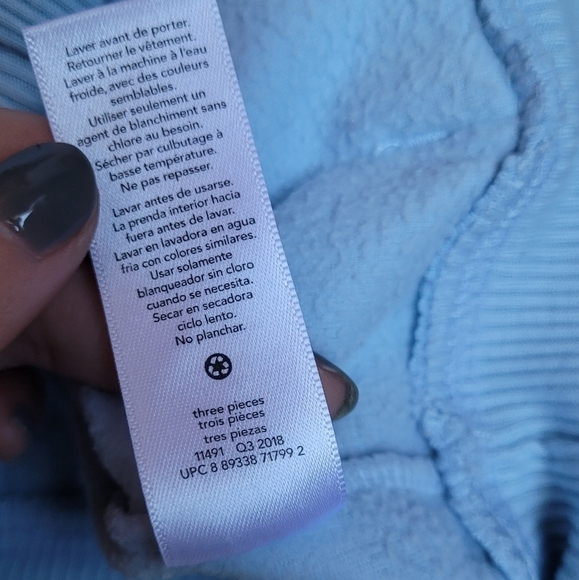 Laver avant de porter.
Retourner le vêtement.
Laver à la machine à l'eau
froide, avec des couleurs
semblables.
Utiliser seulement un
agent de blanchiment sans
chlore au besoin.
Sécher par culbutage à
basse température.
Ne pas repasser.
Lavar antes de usarse.
La prenda interior hacia
fuera antes de lavar.
Lavar en lavadora en agua
fria con colores similares.
Usar solamente
blanqueador sin cloro
cuando se necesita.
Secar en secadora
ciclo lento.
No planchar.
three pieces
trois pièces
tres piezas
11491 Q3 2018
UPC 8 89338 71799 2